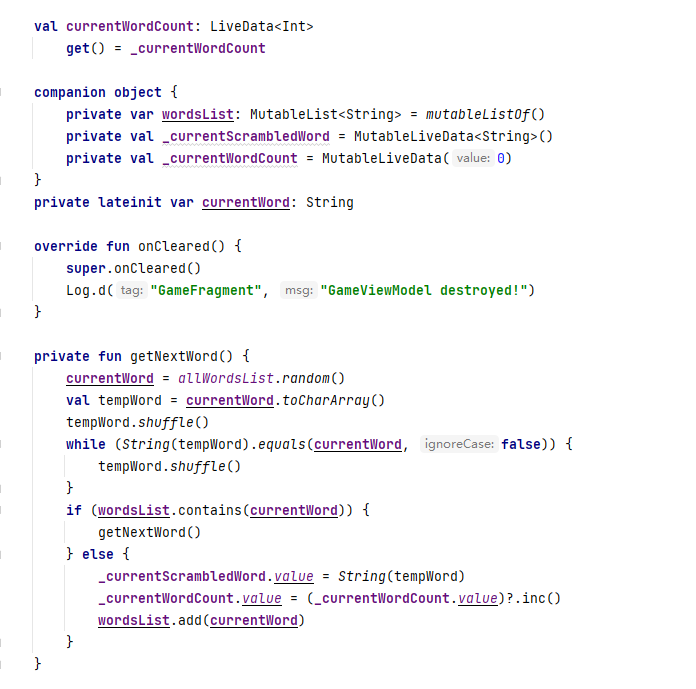 val currentWordCount: LiveData<Int>
get() = _currentWordCount
companion object {
private var wordsList: MutableList<String> = mutableListOf()
private val _currentScrambledWord = MutableLiveData<String>()
private val _currentWordCount = MutableLiveData( value: 0)
}
private lateinit var currentWord: String
override fun onCleared() {
super.onCleared()
Log.d( tag: "GameFragment", msg: "GameViewModel destroyed!")
}
private fun getNextWord() {
currentWord = allWordsList.random()
val tempWord = currentWord.toCharArray()
tempWord.shuffle()
while (String(tempWord).equals(currentWord, ignoreCase: false)) {
tempWord.shuffle()
}
if (wordsList.contains(currentWord)) {
getNextWord()
} else {
_currentScrambledWord.value = String(tempWord)
_currentWordCount.value = (_currentWordCount.value)?.inc()
wordsList.add(currentWord)
}
}